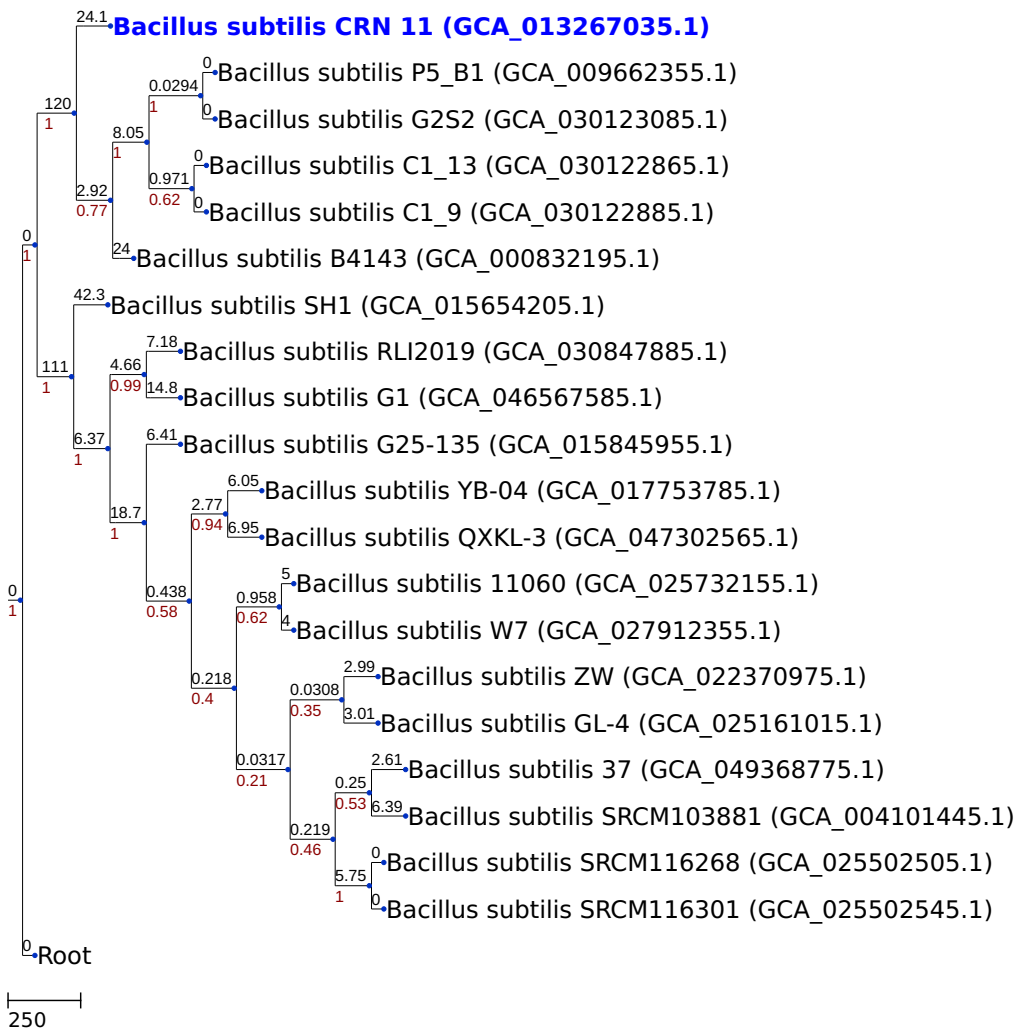 24.1
Bacillus subtilis CRN 11 (GCA_013267035.1)
0
Bacillus subtilis P5_B1 (GCA_009662355.1)
0.0294
1
120
1
0
Bacillus subtilis G2S2 (GCA_030123085.1)
8.05
1
0
Bacillus subtilis C1_13 (GCA_030122865.1)
0.971
0.62
2.92
0.77
0
Bacillus subtilis C1_9 (GCA_030122885.1)
0
1
24
Bacillus subtilis B4143 (GCA_000832195.1)
42.3
Bacillus subtilis SH1 (GCA_015654205.1)
7.18
Bacillus subtilis RLI2019 (GCA_030847885.1)
111
1
4.66
0.99
14.8
Bacillus subtilis G1 (GCA_046567585.1)
6.37
1
6.41
Bacillus subtilis G25-135 (GCA_015845955.1)
6.05
Bacillus subtilis YB-04 (GCA_017753785.1)
18.7
1
2.77
0.94
6.95
Bacillus subtilis QXKL-3 (GCA_047302565.1)
5
Bacillus subtilis 11060 (GCA_025732155.1)
0
1
0.438
0.58
0.958
0.62
4
Bacillus subtilis W7 (GCA_027912355.1)
2.99
Bacillus subtilis ZW (GCA_022370975.1)
0.218
0.4
0.0308
0.35
3.01
Bacillus subtilis GL-4 (GCA_025161015.1)
0.0317
0.21
2.61
Bacillus subtilis 37 (GCA_049368775.1)
0.25
0.53
6.39
Bacillus subtilis SRCM103881 (GCA_004101445.1)
0.219
0.46
0
Bacillus subtilis SRCM116268 (GCA_025502505.1)
5.75
1
0
Bacillus subtilis SRCM116301 (GCA_025502545.1)
0
Root
250